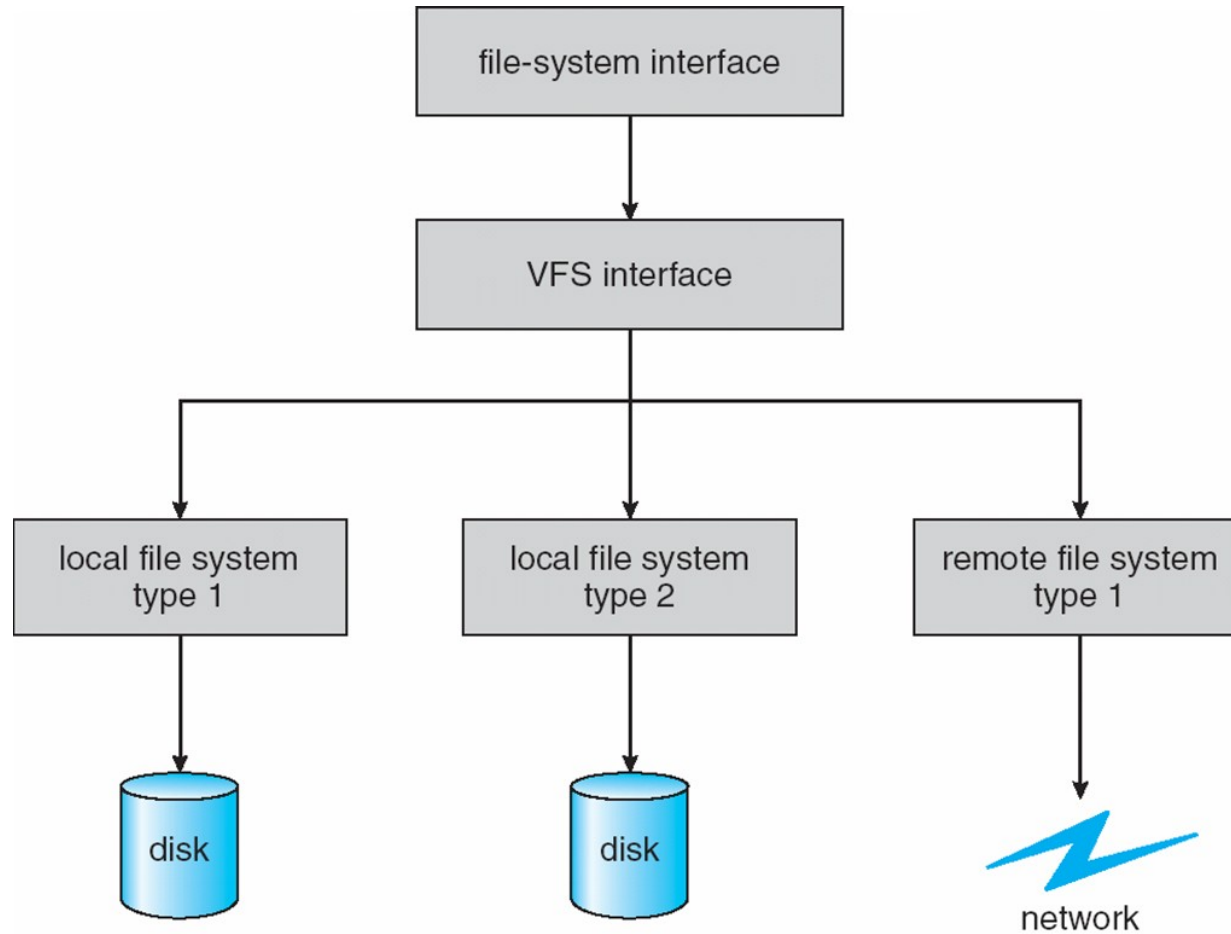 file-system interface
VFS interface
local file system
type 1
local file system
type 2
remote file system
type 1
disk
disk
network